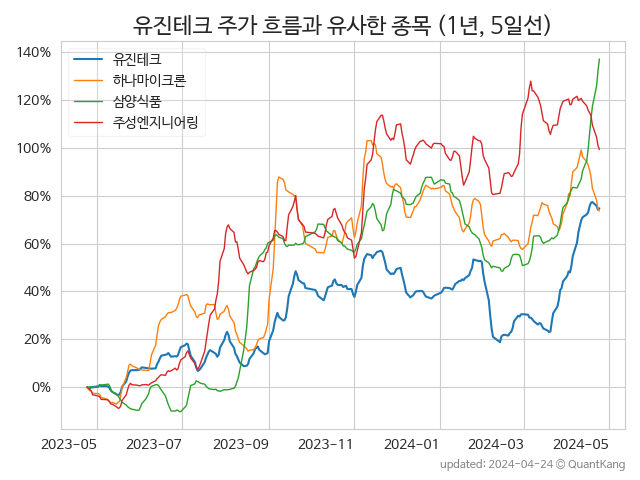 유진테크 주가 흐름과 유사한 종목 (1년, 5일선)
140%
120%
100%
80%
60%
40%
20%
0%
유진테크
하나마이크론
삼양식품
주성엔지니어링
2023-05 2023-07 2023-09 2023-11 2024-01 2024-03 2024-05
updated: 2024-04-24 @ QuantKang